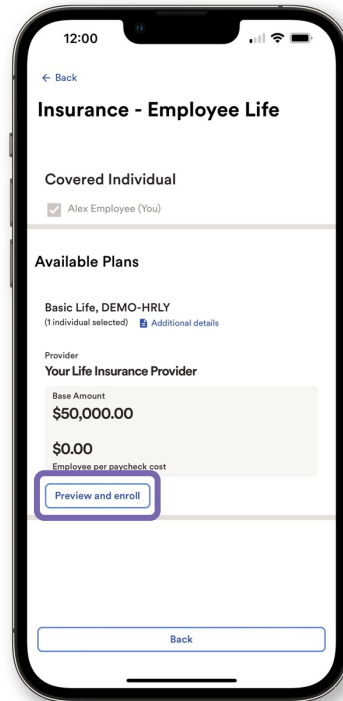 12:00
← Back
Insurance - Employee Life
Covered Individual
Alex Employee (You)
Available Plans
Basic Life, DEMO-HRLY
(1 individual selected) Additional details
Provider
Your Life Insurance Provider
Base Amount
$50,000.00
$0.00
Employee per paycheck cost
Preview and enroll
Back